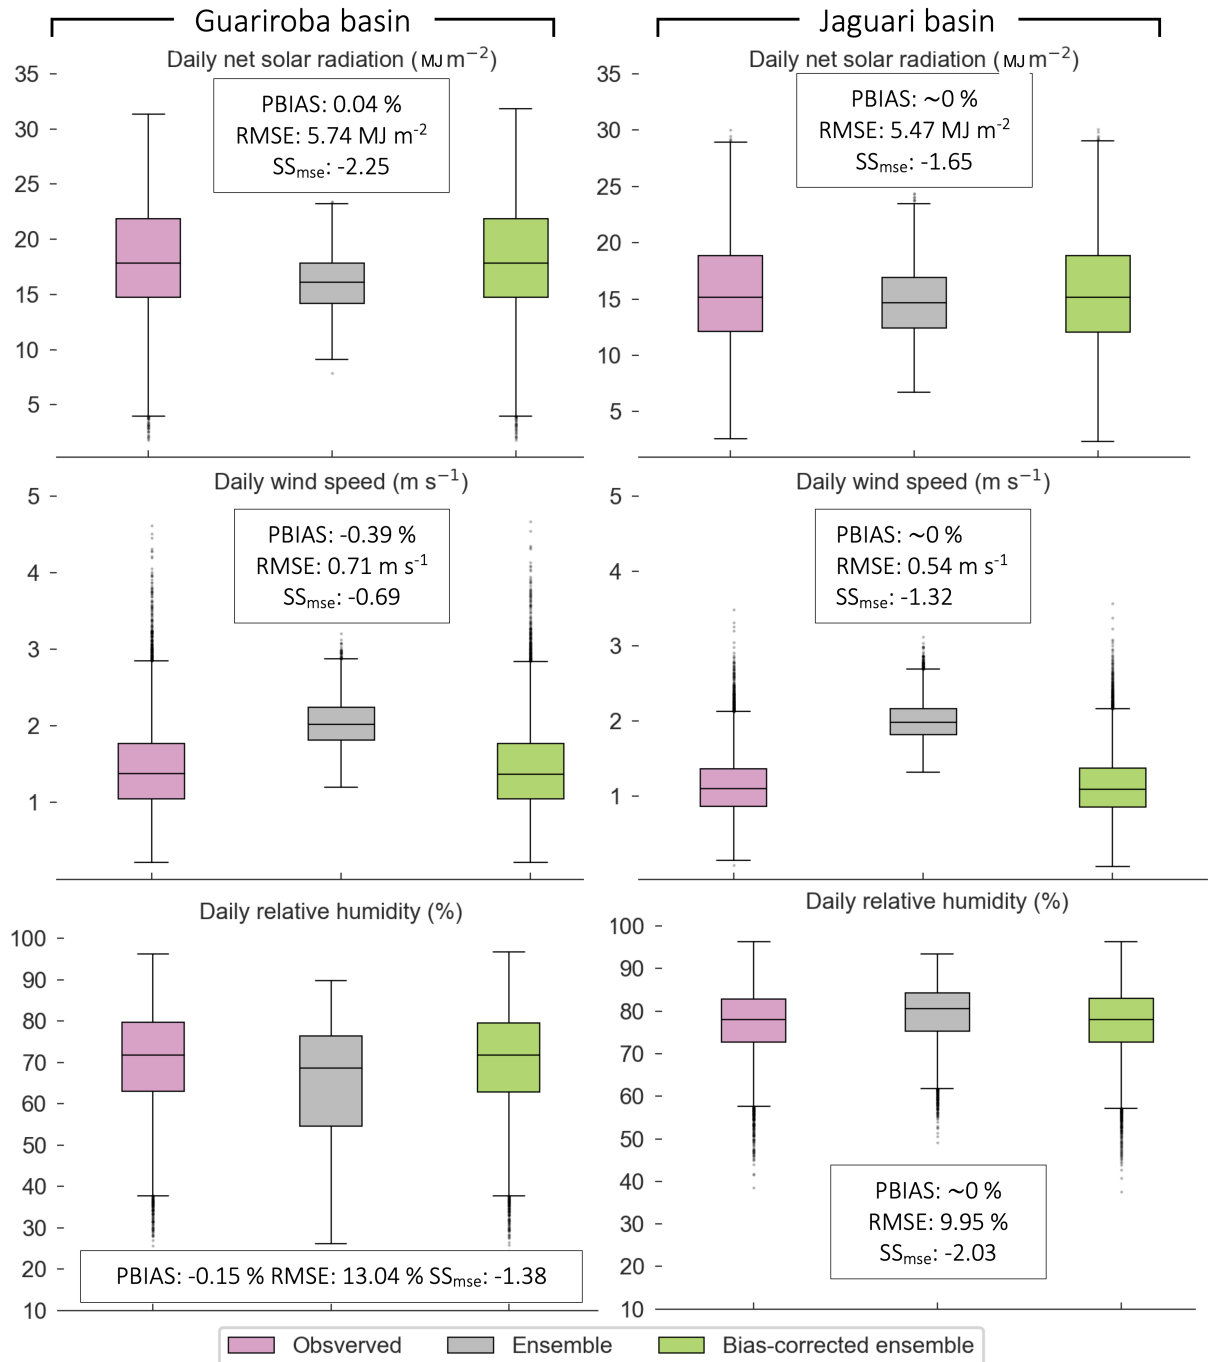 Guariroba basin
Jaguari basin
Daily net solar radiation (MJ m−2)
35
30
25
20
15
10
5
PBIAS: 0.04 %
RMSE: 5.74 MJ m-2
SSmse: -2.25
Daily net solar radiation (MJ m−2)
35
30
25
20
15
10
5
PBIAS: ~0 %
RMSE: 5.47 MJ m-2
SSmse: -1.65
Daily wind speed (m s−1)
5
4
3
2
1
PBIAS: -0.39 %
RMSE: 0.71 m s-1
SSmse: -0.69
Daily wind speed (m s−1)
5
4
3
2
1
PBIAS: ~0 %
RMSE: 0.54 m s-1
SSmse: -1.32
Daily relative humidity (%)
100
90
80
70
60
50
40
30
20
10
PBIAS: -0.15 % RMSE: 13.04 % SSmse: -1.38
Daily relative humidity (%)
100
90
80
70
60
50
40
30
20
10
PBIAS: ~0 %
RMSE: 9.95 %
SSmse: -2.03
Obsverved
Ensemble
Bias-corrected ensemble